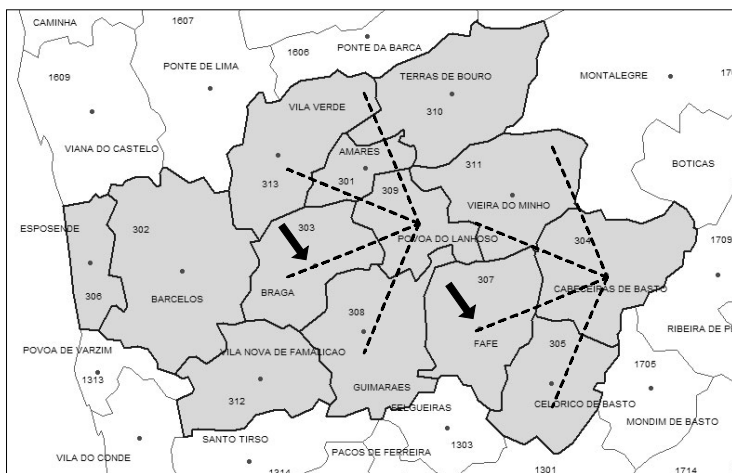 CAMINHA
1607
PONTE DA BARCA
1606
1609
PONTE DE LIMA
TERRAS DE BOURO
MONTALEGRE
VILA VERDE
310
VIANA DO CASTELO
AMARES
311
BOTICAS
313
301
309
ESPOSENDE
302
303
VIEIRA DO MINHO
POVOA DO LANHOSO
304
1709
306
BARCELOS
BRAGA
307
CABECEIRAS DE BASTO
308
RIBEIRA DE P
POVOA DE VARZIM
VILA NOVA DE FAMALICAO
FAFE
305
1313
312
GUIMARAES
1705
CELORICO DE BASTO
FELGUEIRAS
MONDIM DE BASTO
SANTO TIRSO
1303
VILA DO CONDE
PACOS DE FERREIRA
1314
1301
1714